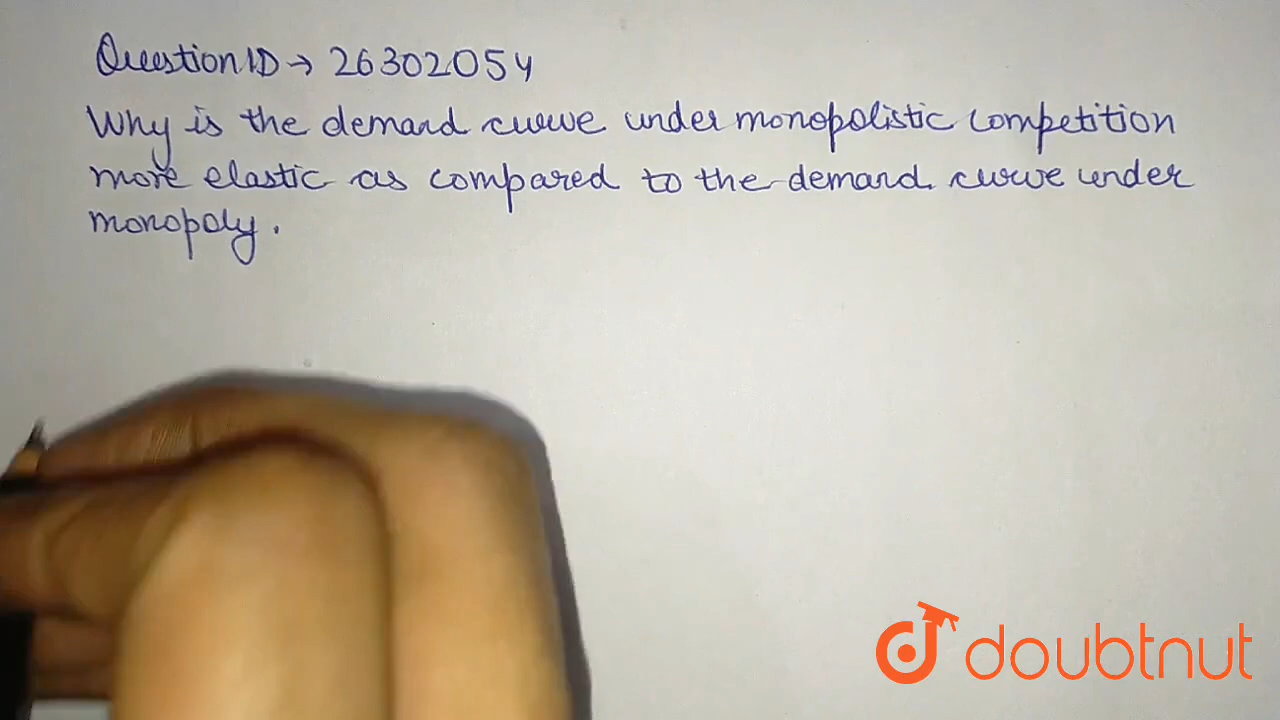 Question ID → 26302054
Why is the demand curve under monopolistic competition
more elastic as compared to the demand curve under
monopoly.
doubtnut